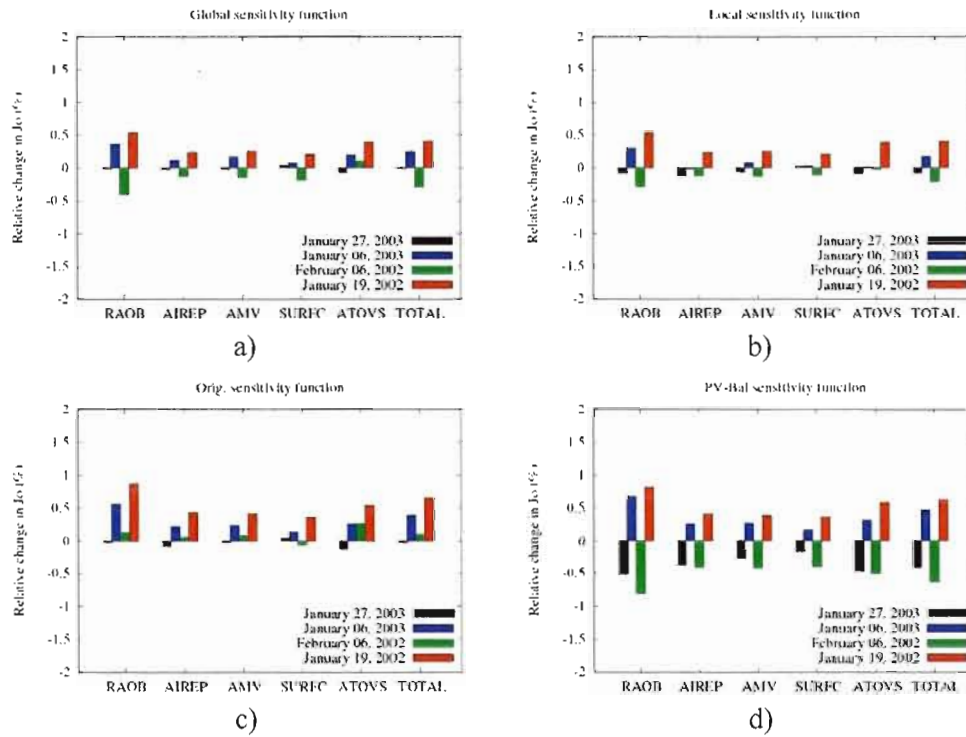 Global sensitivity function
Relative change in Jo (%)
2
1.5
1
0.5
0
-0.5
-1
-1.5
-2
January 27, 2003
January 06, 2003
February 06, 2002
January 19, 2002
RAOB AIREP AMV SURFC ATOVS TOTAL
a)
Local sensitivity function
Relative change in Jo (%)
2
1.5
1
0.5
0
-0.5
-1
-1.5
-2
January 27, 2003
January 06, 2003
February 06, 2002
January 19, 2002
RAOB AIREP AMV SURFC ATOVS TOTAL
b)
Orig. sensitivity function
Relative change in Jo (%)
2
1.5
1
0.5
0
-0.5
-1
-1.5
-2
January 27, 2003
January 06, 2003
February 06, 2002
January 19, 2002
RAOB AIREP AMV SURFC ATOVS TOTAL
c)
PV-Bal sensitivity function
Relative change in Jo (%)
2
1.5
1
0.5
0
-0.5
-1
-1.5
-2
January 27, 2003
January 06, 2003
February 06, 2002
January 19, 2002
RAOB AIREP AMV SURFC ATOVS TOTAL
d)